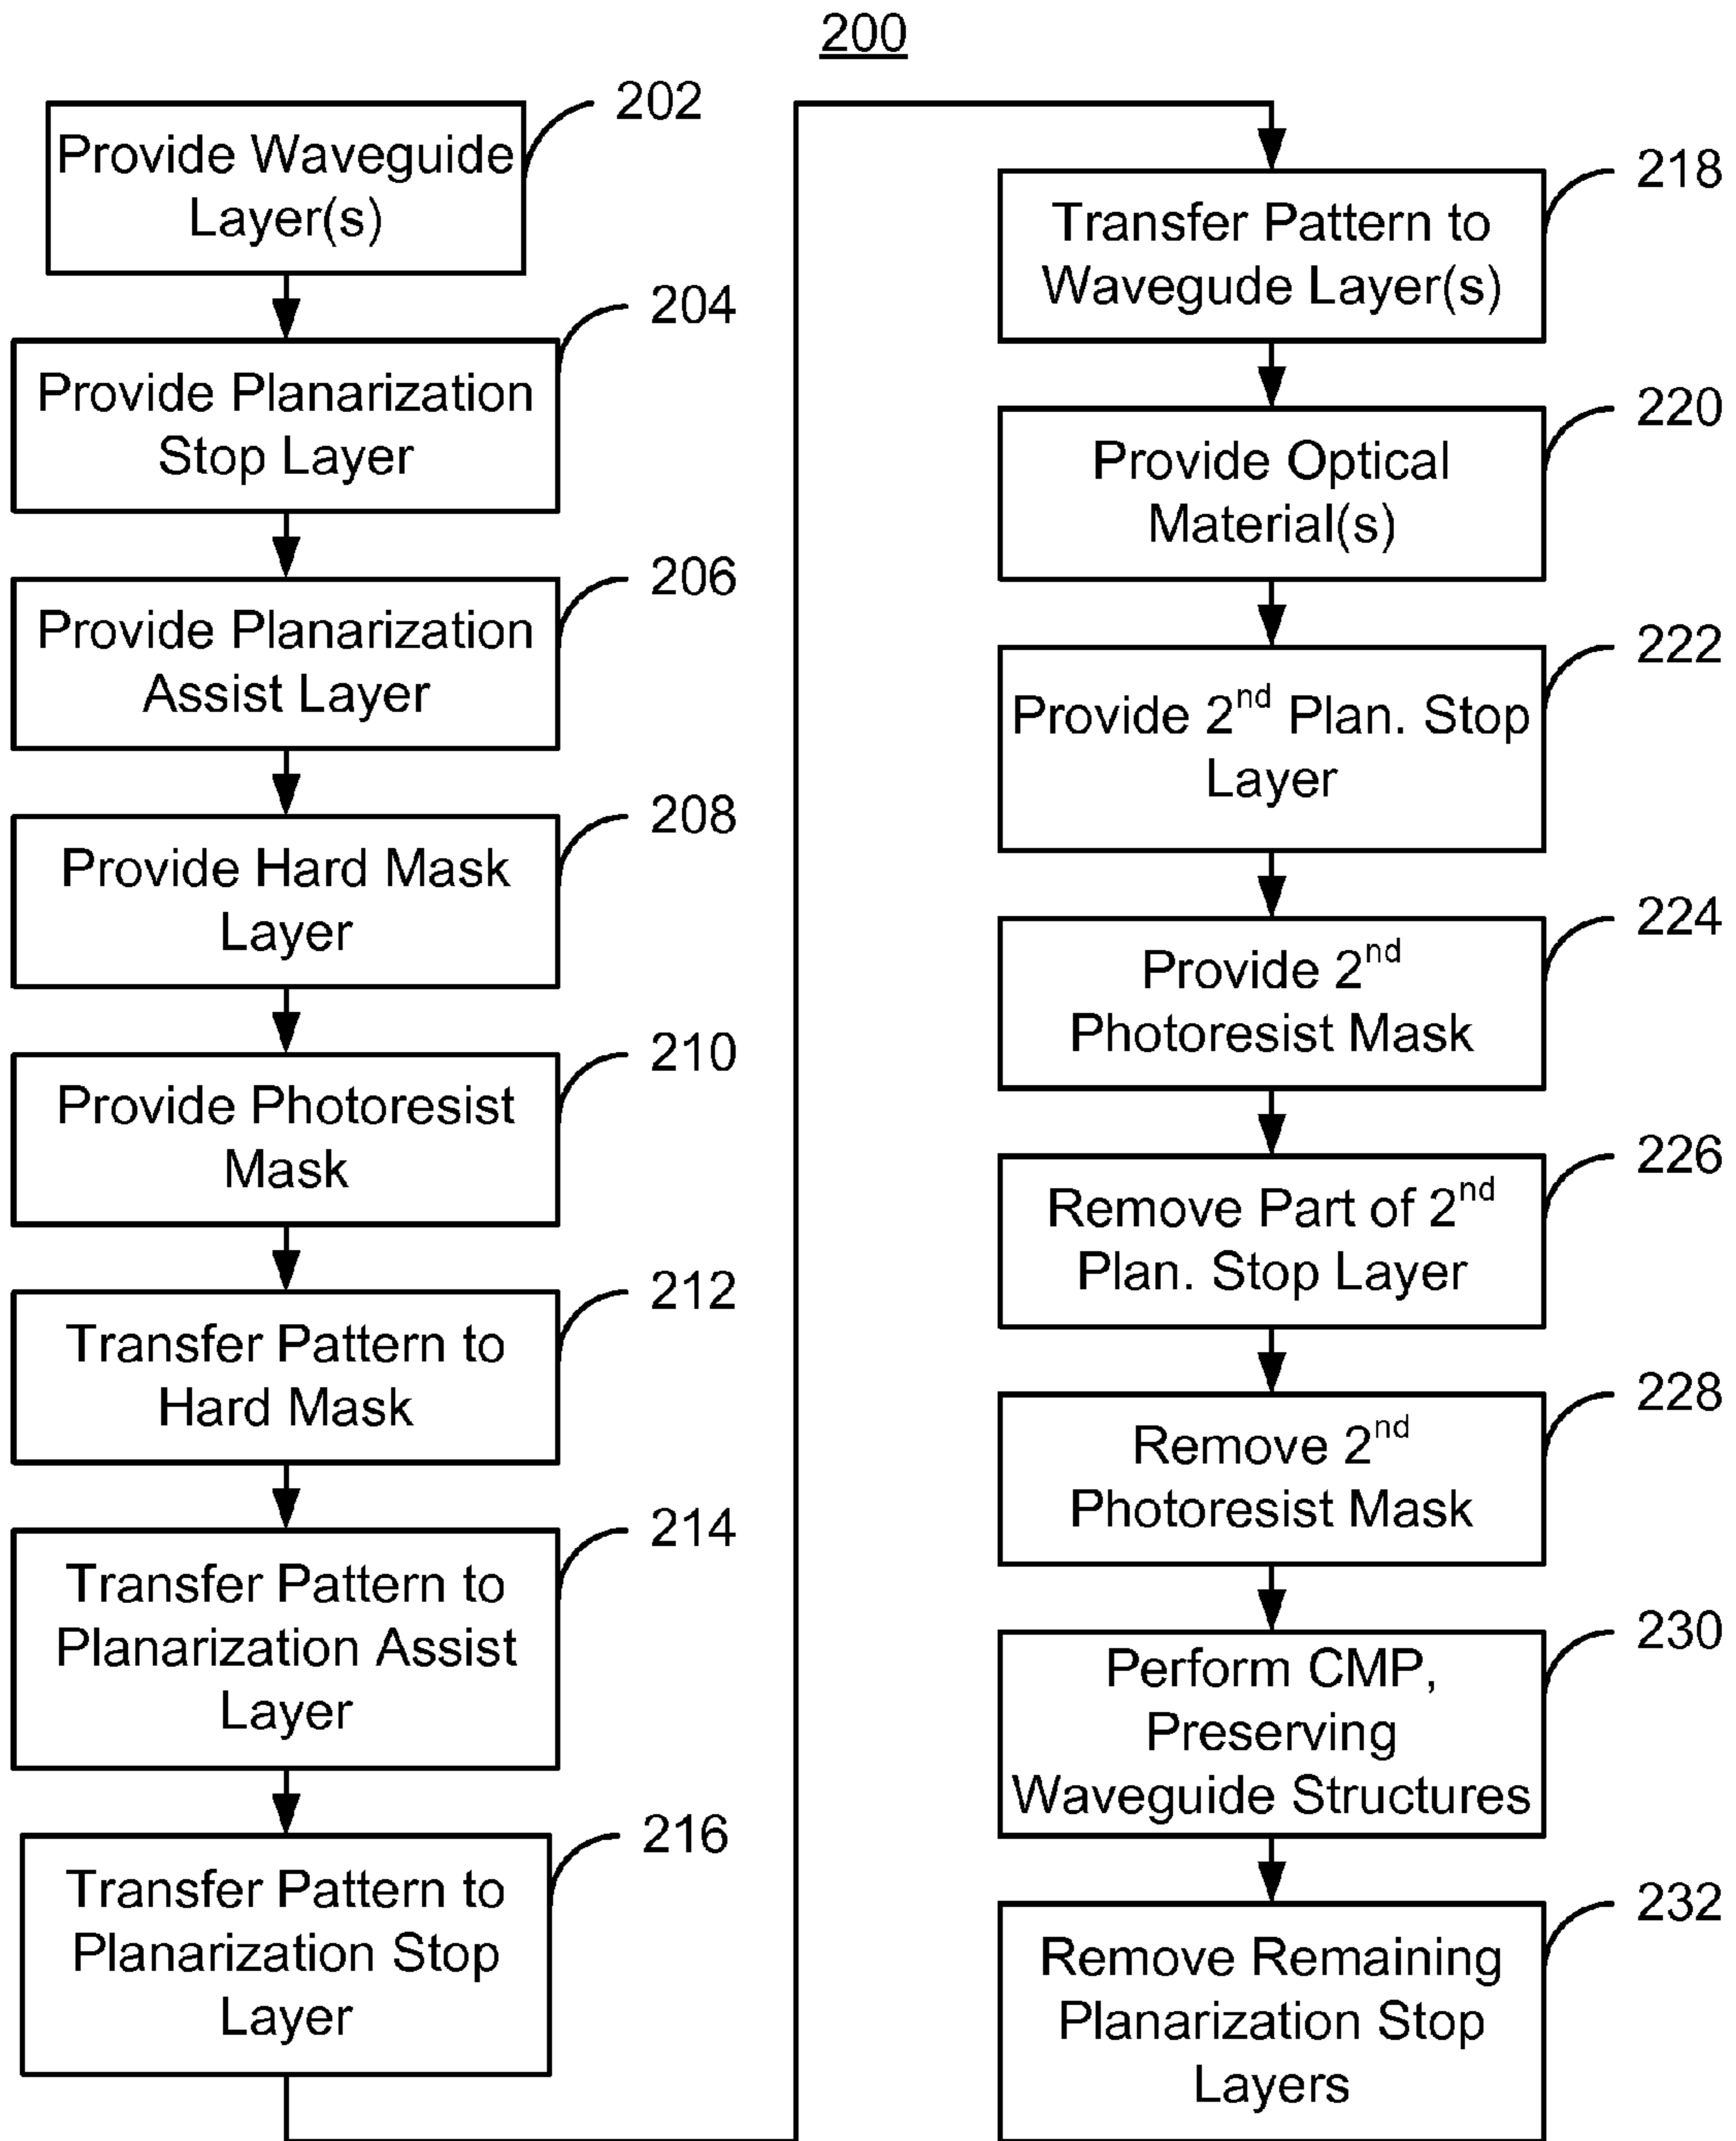 200
202
Provide Waveguide
Layer(s)
204
Provide Planarization
Stop Layer
206
Provide Planarization
Assist Layer
208
Provide Hard Mask
Layer
210
Provide Photoresist
Mask
212
Transfer Pattern to
Hard Mask
214
Transfer Pattern to
Planarization Assist
Layer
216
Transfer Pattern to
Planarization Stop
Layer
218
Transfer Pattern to
Wavegude Layer(s)
220
Provide Optical
Material(s)
222
Provide 2nd Plan. Stop
Layer
224
Provide 2nd
Photoresist Mask
226
Remove Part of 2nd
Plan. Stop Layer
228
Remove 2nd
Photoresist Mask
230
Perform CMP,
Preserving
Waveguide Structures
232
Remove Remaining
Planarization Stop
Layers